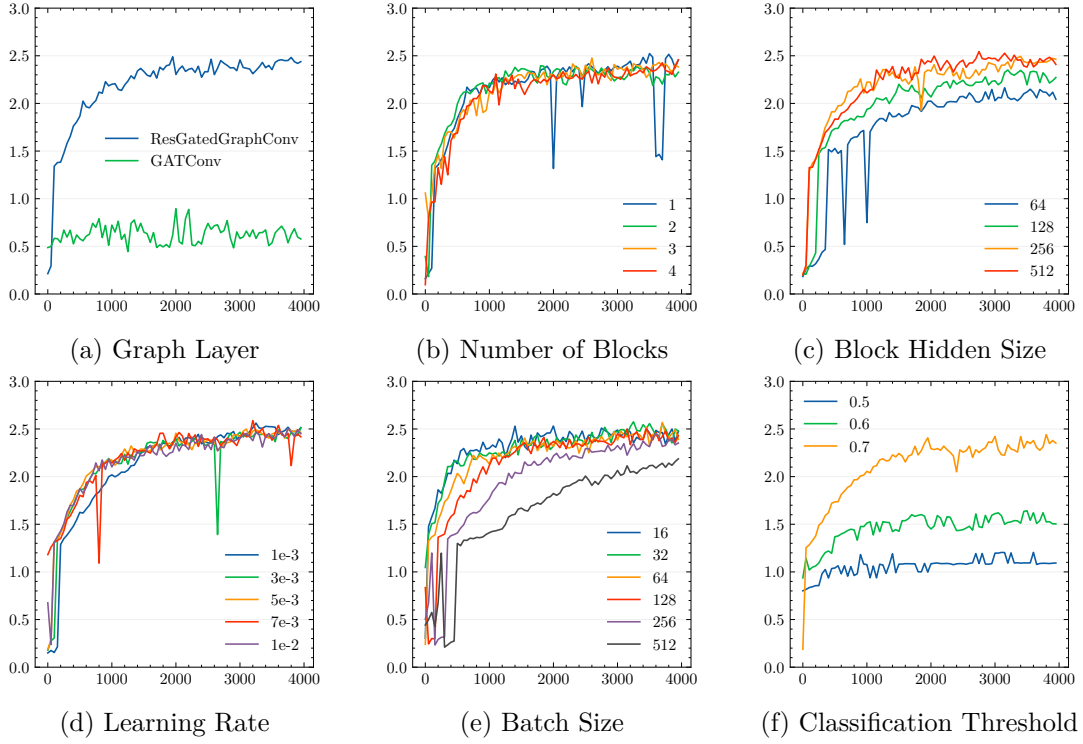 3.0 3.0 3.0
2.5 2.5 2.5
2.0 2.0 2.0
1.5 ResGatedGraphConv 1.5 1.5
GATConv
1.0 1 1.0 64 1.0
2 128
0.5 3 0.5 256 0.5
4 512
0.0 0.0 0.0
0 1000 2000 3000 4000 0 1000 2000 3000 4000 0 1000 2000 3000 4000
(a) Graph Layer (b) Number of Blocks (c) Block Hidden Size
3.0 3.0 3.0
0.5
2.5 2.5 0.6 2.5
0.7
2.0 2.0 2.0
1.5 16 1.5 1.5
1e-3 32
1.0 3e-3 64 1.0 1.0
5e-3 128
0.5 7e-3 256 0.5 0.5
1e-2 512
0.0 0.0 0.0
0 1000 2000 3000 4000 0 1000 2000 3000 4000 0 1000 2000 3000 4000
(d) Learning Rate (e) Batch Size (f) Classification Threshold